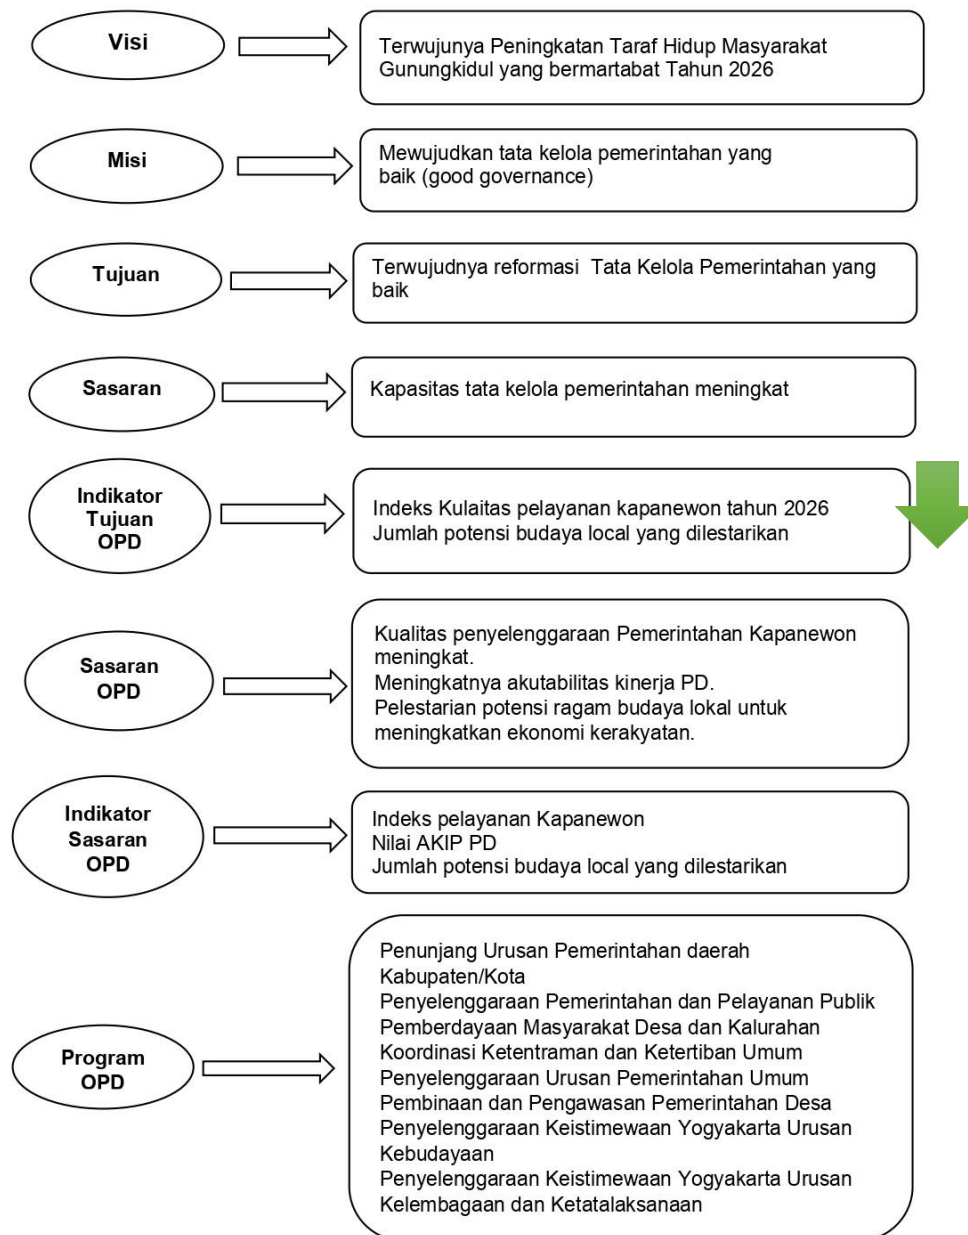 Visi
Terwujunya Peningkatan Taraf Hidup Masyarakat
Gunungkidul yang bermartabat Tahun 2026
Misi
Mewujudkan tata kelola pemerintahan yang
baik (good governance)
Tujuan
Terwujudnya reformasi Tata Kelola Pemerintahan yang
baik
Sasaran
Kapasitas tata kelola pemerintahan meningkat
Indikator
Tujuan
OPD
Indeks Kulaitas pelayanan kapanewon tahun 2026
Jumlah potensi budaya local yang dilestarikan
Sasaran
OPD
Kualitas penyelenggaraan Pemerintahan Kapanewon
meningkat.
Meningkatnya akutabilitas kinerja PD.
Pelestarian potensi ragam budaya lokal untuk
meningkatkan ekonomi kerakyatan.
Indikator
Sasaran
OPD
Indeks pelayanan Kapanewon
Nilai AKIP PD
Jumlah potensi budaya local yang dilestarikan
Program
OPD
Penunjang Urusan Pemerintahan daerah
Kabupaten/Kota
Penyelenggaraan Pemerintahan dan Pelayanan Publik
Pemberdayaan Masyarakat Desa dan Kalurahan
Koordinasi Ketentraman dan Ketertiban Umum
Penyelenggaraan Urusan Pemerintahan Umum
Pembinaan dan Pengawasan Pemerintahan Desa
Penyelenggaraan Keistimewaan Yogyakarta Urusan
Kebudayaan
Penyelenggaraan Keistimewaan Yogyakarta Urusan
Kelembagaan dan Ketatalaksanaan